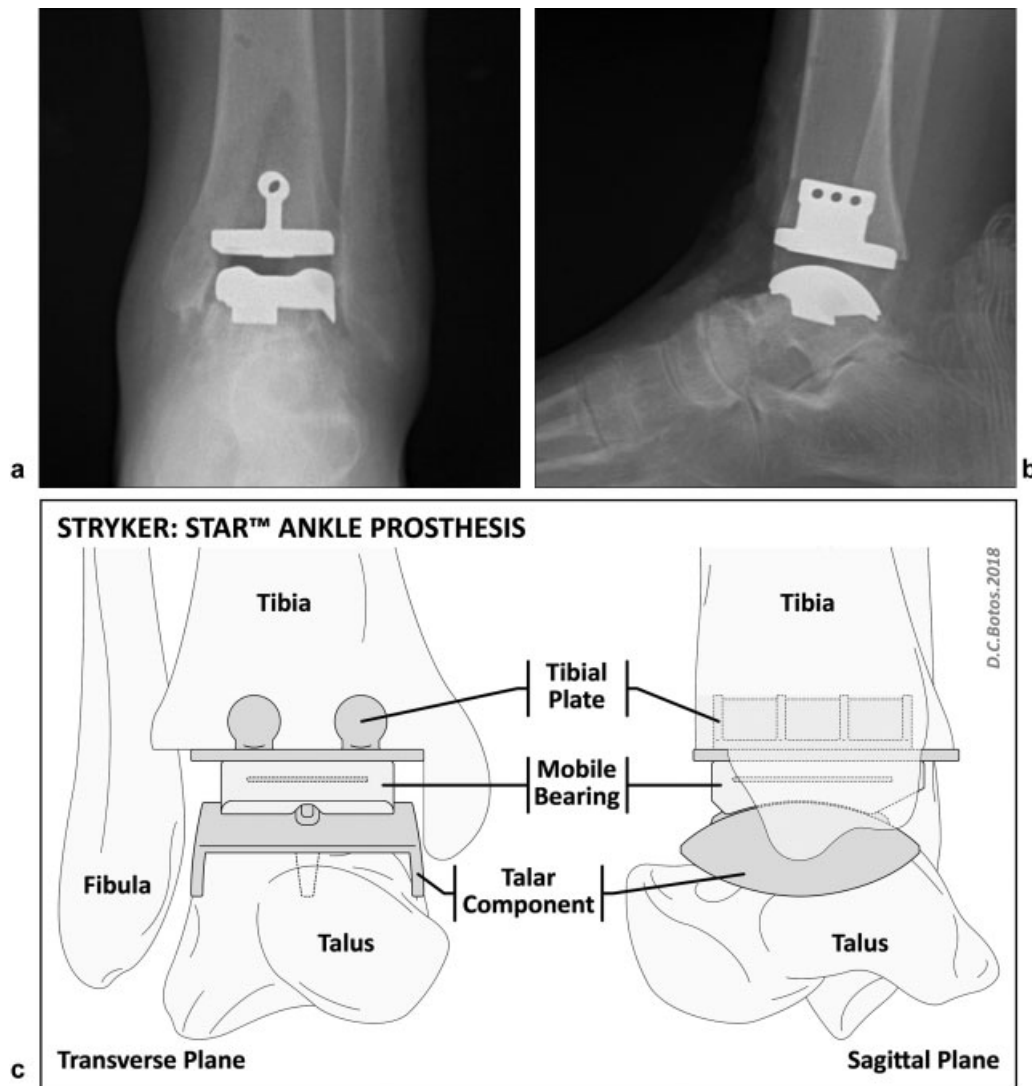 a
b
STRYKER: STAR™ ANKLE PROSTHESIS
D.C.Botos.2018
Tibia
Tibia
Tibial
Plate
Mobile
Bearing
Fibula
Talar
Component
Talus
Talus
Transverse Plane
Sagittal Plane
c